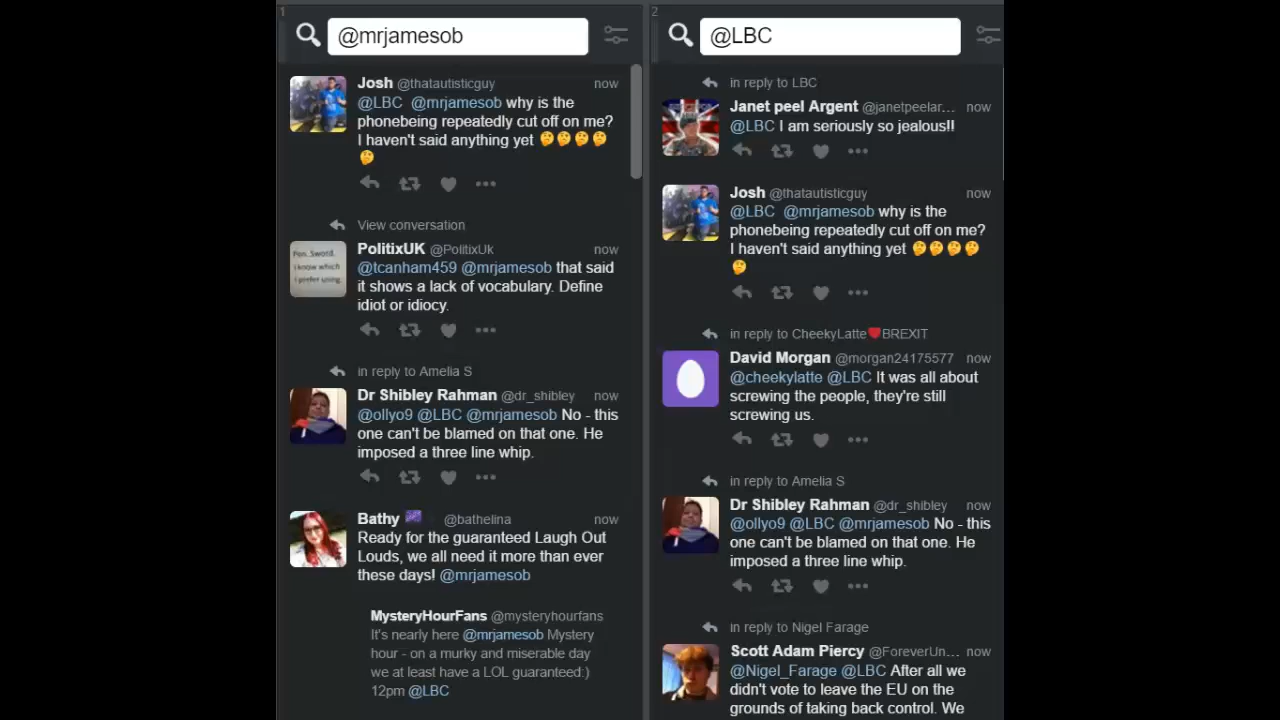 1
@mrjamesob
Josh @thatautisticguy now
@LBC @mrjamesob why is the
phonebeing repeatedly cut off on me?
I haven't said anything yet 🤔🤔🤔🤔
🤔
View conversation
PolitixUK @PolitixUk now
@tcanham459 @mrjamesob that said
it shows a lack of vocabulary. Define
idiot or idiocy.
in reply to Amelia S
Dr Shibley Rahman @dr_shibley now
@ollyo9 @LBC @mrjamesob No - this
one can't be blamed on that one. He
imposed a three line whip.
Bathy @bathelina now
Ready for the guaranteed Laugh Out
Louds, we all need it more than ever
these days! @mrjamesob
MysteryHourFans @mysteryhourfans
It's nearly here @mrjamesob Mystery
hour - on a murky and miserable day
we at least have a LOL guaranteed:)
12pm @LBC
2
@LBC
in reply to LBC
Janet peel Argent @janetpeelar... now
@LBC I am seriously so jealous!!
Josh @thatautisticguy now
@LBC @mrjamesob why is the
phonebeing repeatedly cut off on me?
I haven't said anything yet 🤔🤔🤔🤔
🤔
in reply to CheekyLatte❤BREXIT
David Morgan @morgan24175577 now
@cheekylatte @LBC It was all about
screwing the people, they're still
screwing us.
in reply to Amelia S
Dr Shibley Rahman @dr_shibley now
@ollyo9 @LBC @mrjamesob No - this
one can't be blamed on that one. He
imposed a three line whip.
in reply to Nigel Farage
Scott Adam Piercy @ForeverUn... now
@Nigel_Farage @LBC After all we
didn't vote to leave the EU on the
grounds of taking back control. We